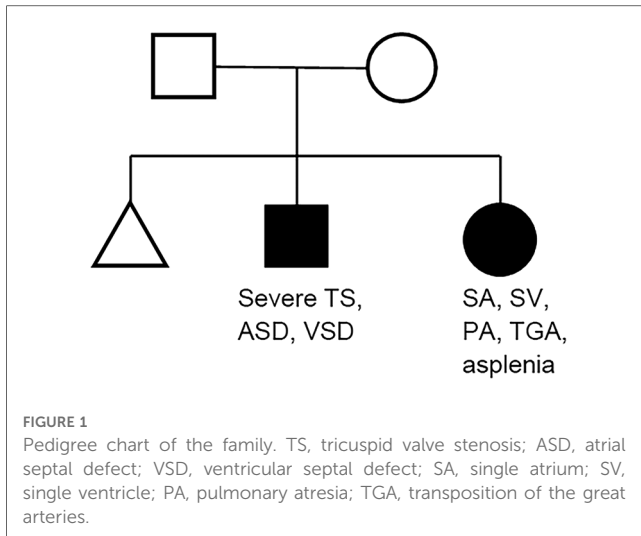 Severe TS,
ASD, VSD
SA, SV,
PA, TGA,
asplenia
FIGURE 1
Pedigree chart of the family. TS, tricuspid valve stenosis; ASD, atrial
septal defect; VSD, ventricular septal defect; SA, single atrium; SV,
single ventricle; PA, pulmonary atresia; TGA, transposition of the great
arteries.